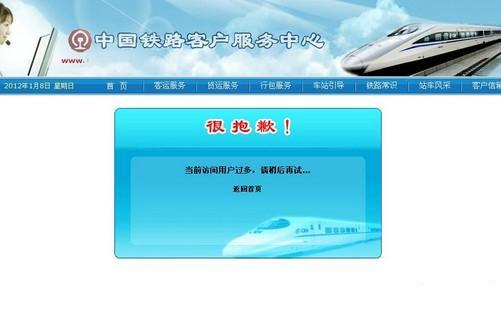 中国铁路客户服务中心
www.
2012年1月8日 星期日 首 页 客运服务 货运服务 行包服务 车站引导 铁路常识 站车风采 客户信箱
很抱歉！
当前访问用户过多，请稍后再试...
返回首页